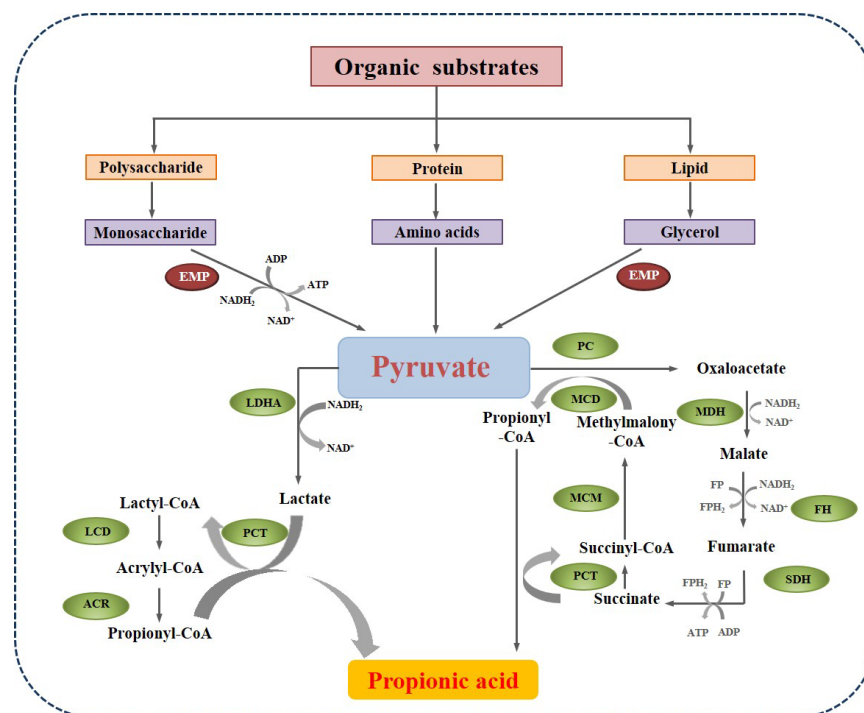 Organic substrates
Polysaccharide
Protein
Lipid
Monosaccharide
Amino acids
Glycerol
EMP
ADP
ATP
NADH₂
NAD⁺
EMP
Pyruvate
PC
Oxaloacetate
LDHA
NADH₂
NAD⁺
Propionyl
-CoA
MCD
Methylmalony
-CoA
MDH
NADH₂
NAD⁺
Malate
Lactate
Lactyl-CoA
PCT
LCD
MCM
FP
FPH₂
NADH₂
NAD⁺
FH
Fumarate
Acrylyl-CoA
Succinyl-CoA
PCT
SDH
ACR
Succinate
FPH₂
FP
ATP
ADP
Propionyl-CoA
Propionic acid